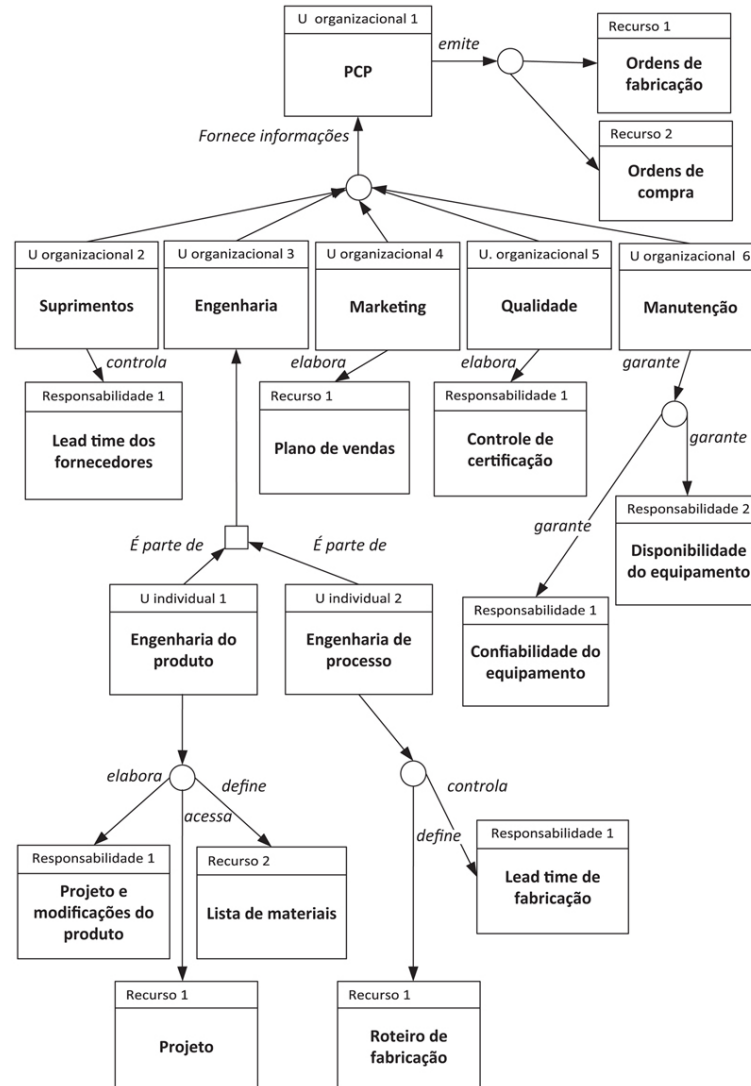 U organizacional 1
PCP
emite
Recurso 1
Ordens de
fabricação
Recurso 2
Ordens de
compra
Fornece informações
U organizacional 2
Suprimentos
U organizacional 3
Engenharia
U organizacional 4
Marketing
U. organizacional 5
Qualidade
U organizacional 6
Manutenção
controla
elabora
elabora
garante
Responsabilidade 1
Lead time dos
fornecedores
Recurso 1
Plano de vendas
Responsabilidade 1
Controle de
certificação
garante
Responsabilidade 2
Disponibilidade
do equipamento
garante
Responsabilidade 1
Confiabilidade do
equipamento
É parte de
É parte de
U individual 1
Engenharia do
produto
U individual 2
Engenharia de
processo
elabora
define
acessa
controla
define
Responsabilidade 1
Projeto e
modificações do
produto
Recurso 2
Lista de materiais
Responsabilidade 1
Lead time de
fabricação
Recurso 1
Projeto
Recurso 1
Roteiro de
fabricação